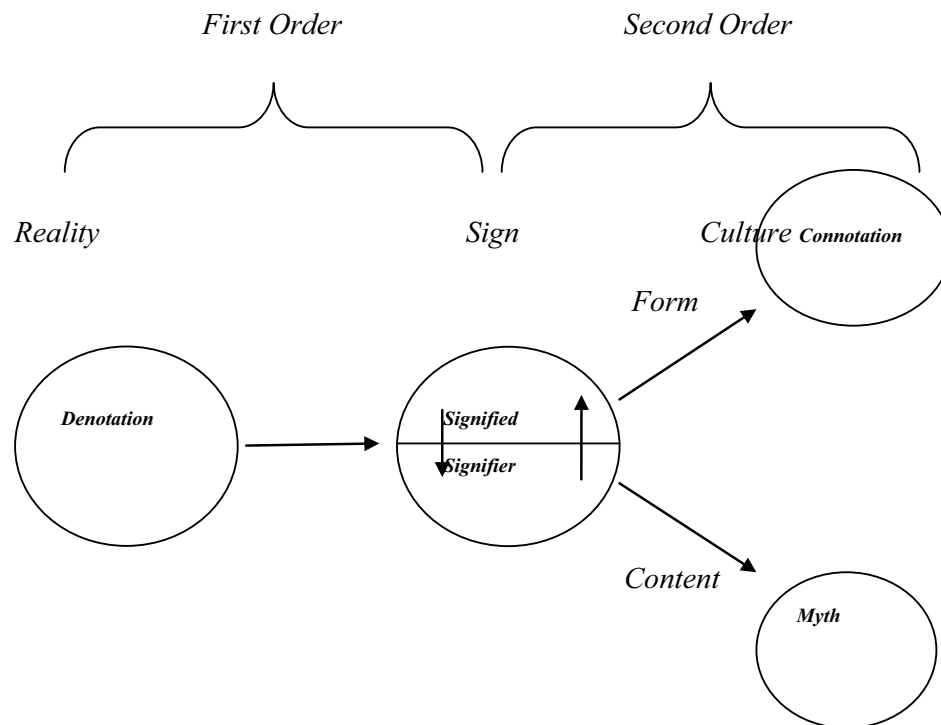 First Order Second Order
Reality Sign Culture Connotation
Form
Denotation Signified
Signifier
Content
Myth